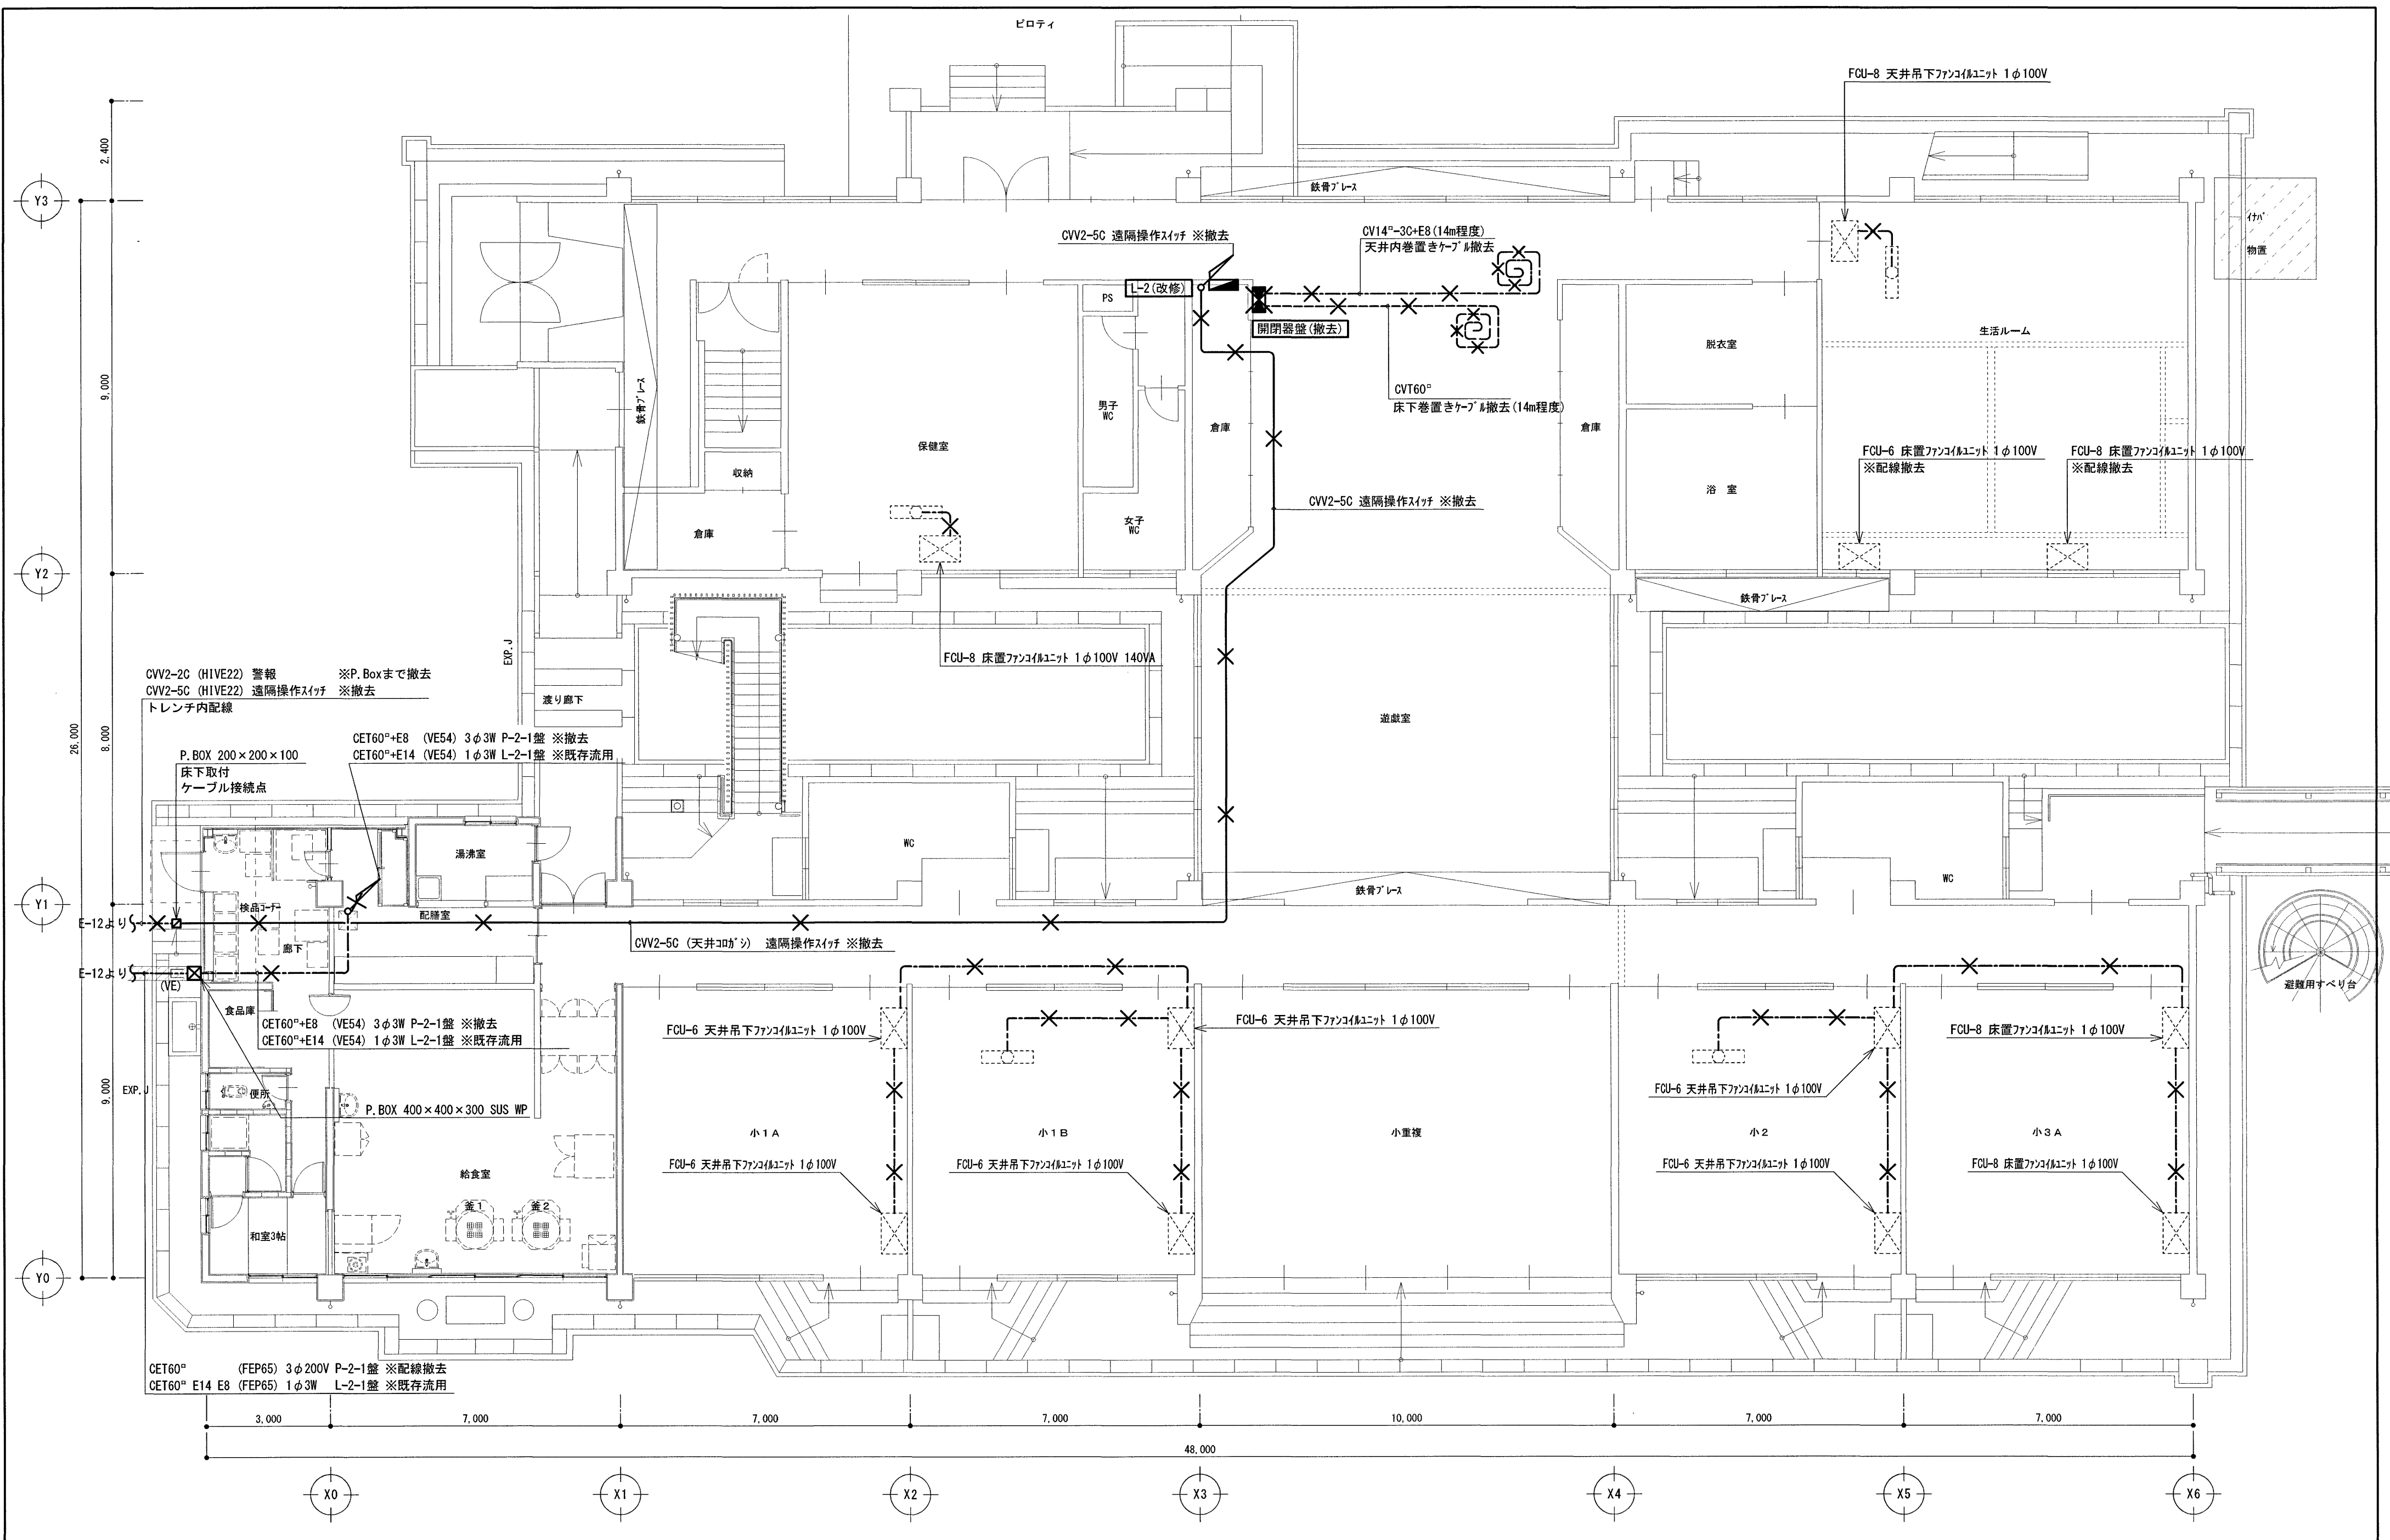 ピロティ
FCU-8 天井吊下ファンコイルユニット 1φ100V
2,400
Y3
鉄骨ブレース
イナバ
物置
CVV2-5C 遠隔操作スイッチ ※撤去
CV14□-3C+E8(14m程度)
天井内巻置きケーブル撤去
L-2(改修)
PS
開閉器盤(撤去)
生活ルーム
脱衣室
9,000
鉄骨ブレース
CVT60□
床下巻置きケーブル撤去(14m程度)
男子
WC
倉庫
倉庫
保健室
FCU-6 床置ファンコイルユニット 1φ100V
※配線撤去
FCU-8 床置ファンコイルユニット 1φ100V
※配線撤去
収納
浴 室
CVV2-5C 遠隔操作スイッチ ※撤去
女子
WC
倉庫
Y2
鉄骨ブレース
EXP.J
FCU-8 床置ファンコイルユニット 1φ100V 140VA
CVV2-2C (HIVE22) 警報 ※P.Boxまで撤去
CVV2-5C (HIVE22) 遠隔操作スイッチ ※撤去
トレンチ内配線
渡り廊下
遊戯室
26,000
8,000
CET60□+E8 (VE54) 3φ3W P-2-1盤 ※撤去
CET60□+E14 (VE54) 1φ3W L-2-1盤 ※既存流用
P.BOX 200×200×100
床下取付
ケーブル接続点
湯沸室
WC
WC
Y1
鉄骨ブレース
検品コーナー
配膳室
E-12より
廊下
CVV2-5C (天井コロガシ) 遠隔操作スイッチ ※撤去
E-12より
(VE)
避難用すべり台
食品庫
CET60□+E8 (VE54) 3φ3W P-2-1盤 ※撤去
CET60□+E14 (VE54) 1φ3W L-2-1盤 ※既存流用
FCU-6 天井吊下ファンコイルユニット 1φ100V
FCU-6 天井吊下ファンコイルユニット 1φ100V
FCU-8 床置ファンコイルユニット 1φ100V
9,000
EXP.J
便所
FCU-6 天井吊下ファンコイルユニット 1φ100V
P.BOX 400×400×300 SUS WP
小1A
小1B
小重複
小2
小3A
給食室
FCU-6 天井吊下ファンコイルユニット 1φ100V
FCU-6 天井吊下ファンコイルユニット 1φ100V
FCU-6 天井吊下ファンコイルユニット 1φ100V
FCU-8 床置ファンコイルユニット 1φ100V
釜1
釜2
和室3帖
Y0
CET60□ (FEP65) 3φ200V P-2-1盤 ※配線撤去
CET60□ E14 E8 (FEP65) 1φ3W L-2-1盤 ※既存流用
3,000
7,000
7,000
7,000
10,000
7,000
7,000
48,000
X0
X1
X2
X3
X4
X5
X6